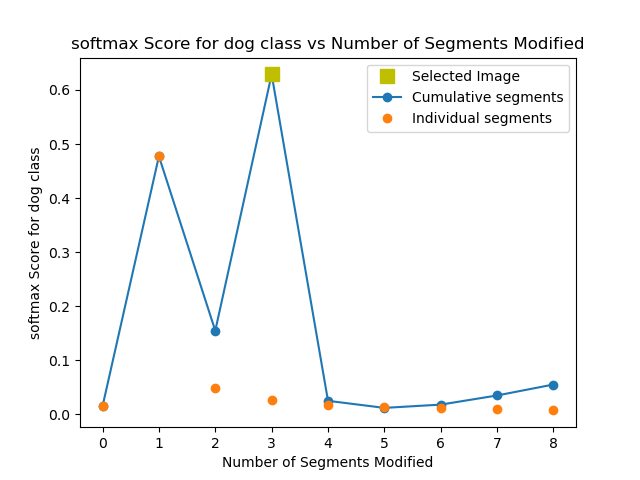 softmax Score for dog class vs Number of Segments Modified
Selected Image
Cumulative segments
Individual segments
softmax Score for dog class
0.6
0.5
0.4
0.3
0.2
0.1
0.0
0 1 2 3 4 5 6 7 8
Number of Segments Modified